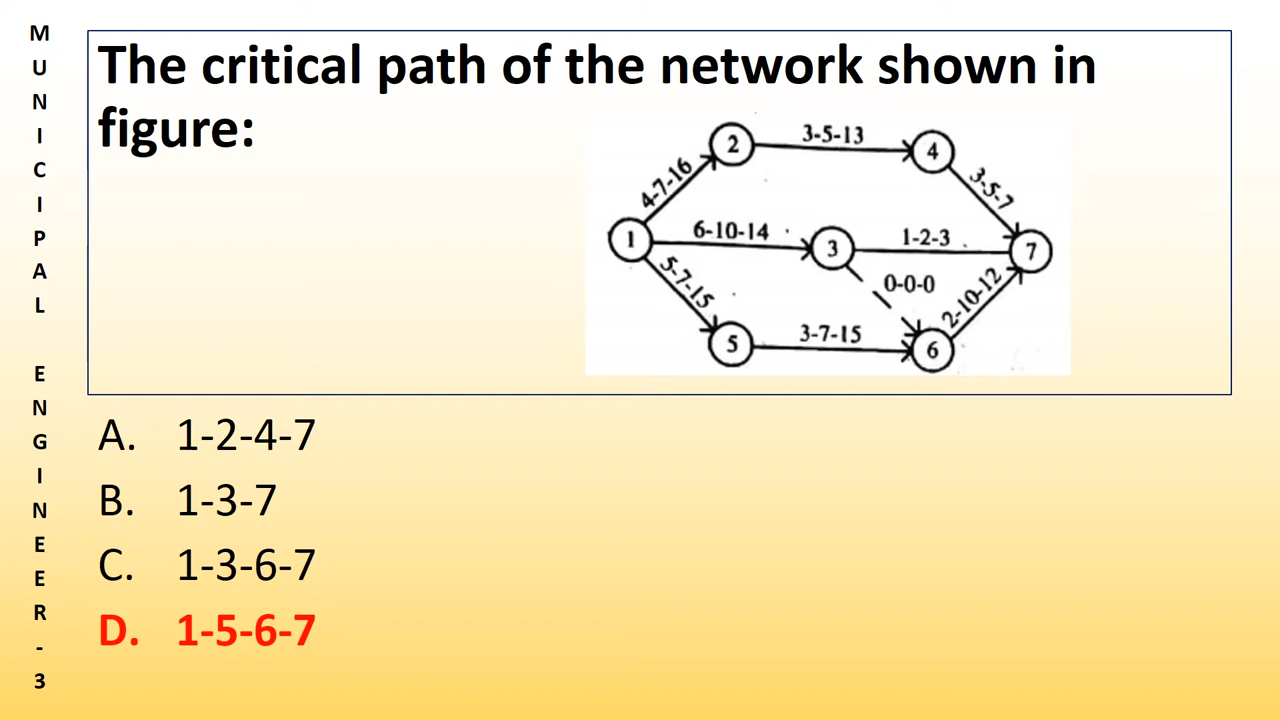 MUNICIPAL ENGINEER-3
The critical path of the network shown in
figure:
2
3-5-13
4
4-7-16
3-5-7
1
6-10-14
3
1-2-3
7
5-7-15
0-0-0
2-10-12
5
3-7-15
6
A. 1-2-4-7
B. 1-3-7
C. 1-3-6-7
D. 1-5-6-7